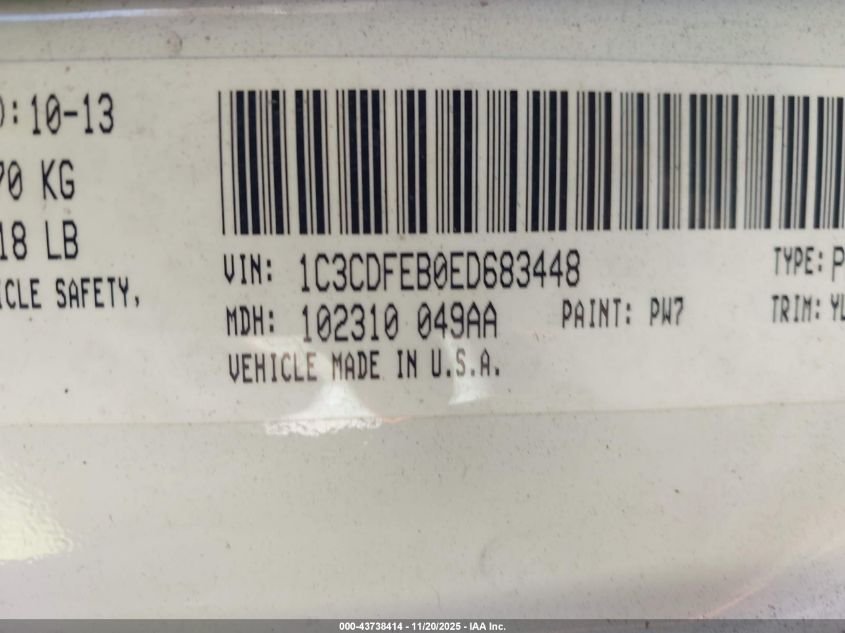 D: 10-13
70 KG
18 LB
ICLE SAFETY,
VIN: 1C3CDFEB0ED683448 TYPE: P
MDH: 102310 049AA PAINT: PW7 TRIM: YL
VEHICLE MADE IN U.S.A.
000-43738414 - 11/20/2025 - IAA Inc.